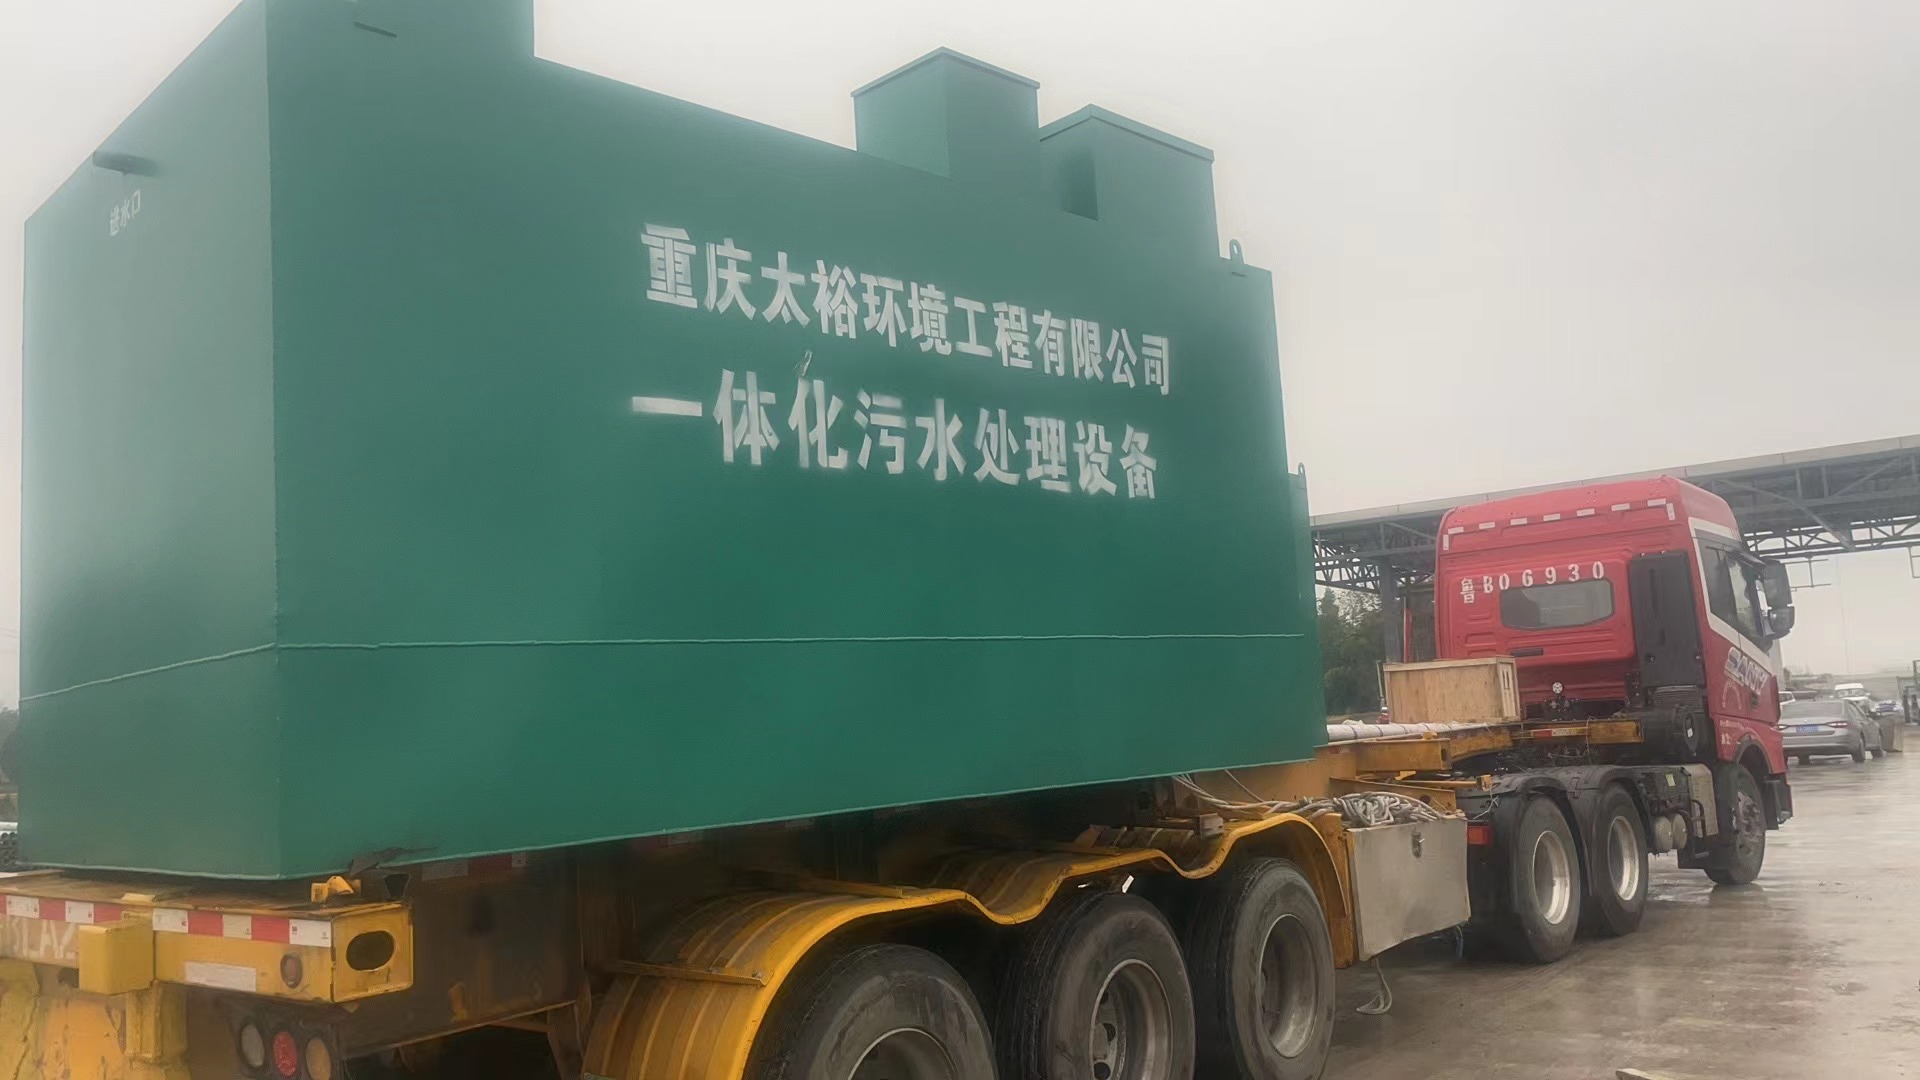 进水口
重庆太裕环境工程有限公司
一体化污水处理设备
鲁B06930